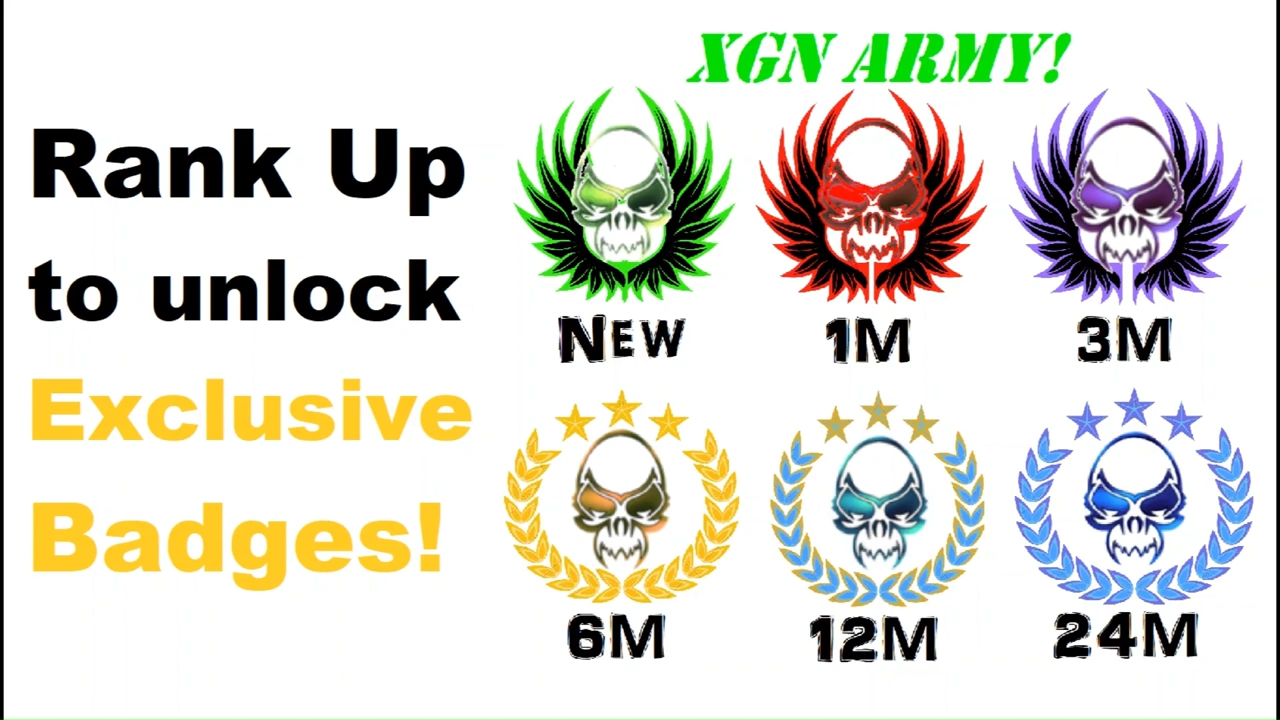 Rank Up
to unlock
Exclusive
Badges!
XGN ARMY!
NEW
1M
3M
6M
12M
24M